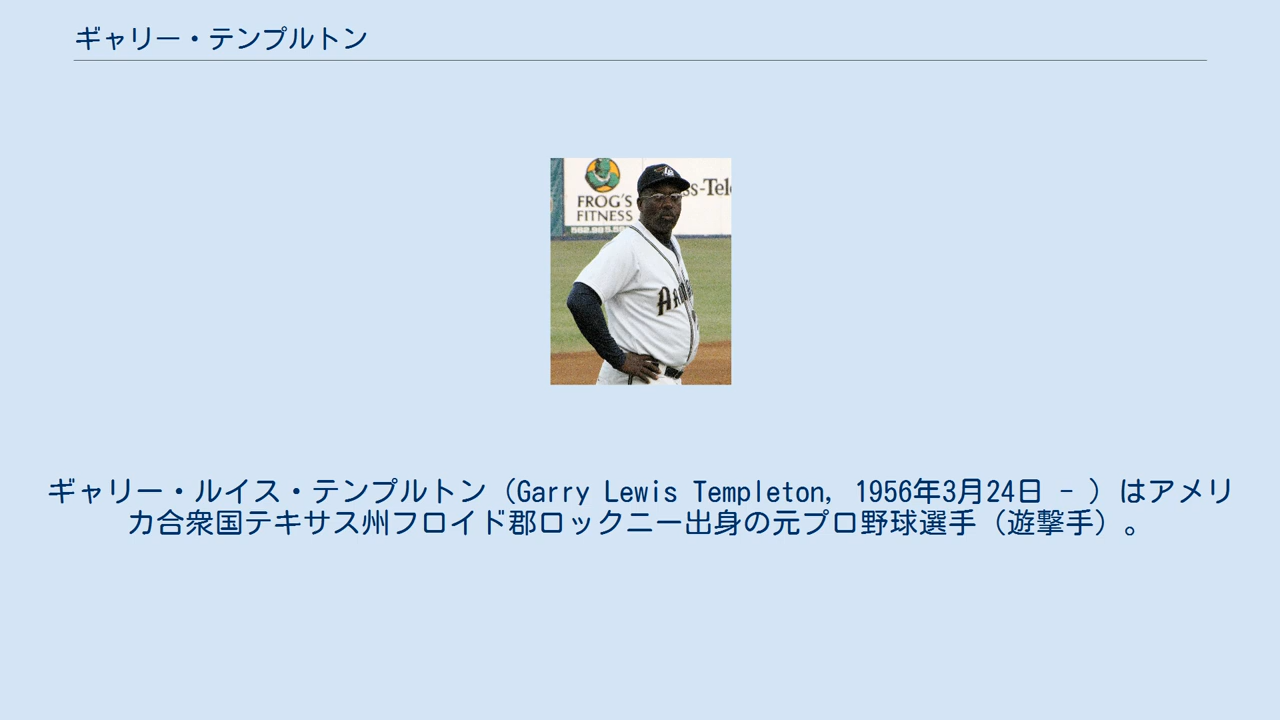 ギャリー・テンプルトン
FROG'S
FITNESS
ss-Tele
ギャリー・ルイス・テンプルトン（Garry Lewis Templeton, 1956年3月24日 - ）はアメリ
カ合衆国テキサス州フロイド郡ロックニー出身の元プロ野球選手（遊撃手）。